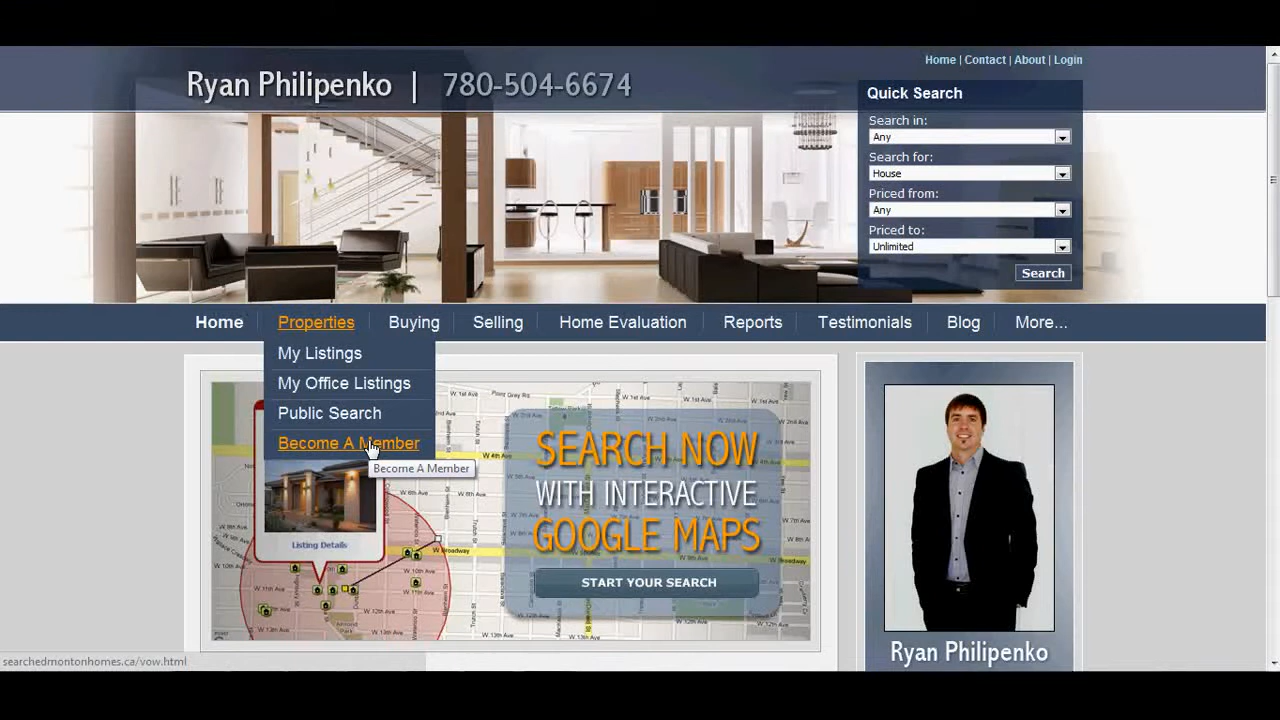 Home | Contact | About | Login
Ryan Philipenko | 780-504-6674
Quick Search
Search in:
Any
Search for:
House
Priced from:
Any
Priced to:
Unlimited
Search
Home Properties Buying Selling Home Evaluation Reports Testimonials Blog More...
My Listings
My Office Listings
Public Search
Become A Member
Become A Member
Listing Details
SEARCH NOW
WITH INTERACTIVE
GOOGLE MAPS
START YOUR SEARCH
W Broadway
Ryan Philipenko
searchedmontonhomes.ca/vow.html